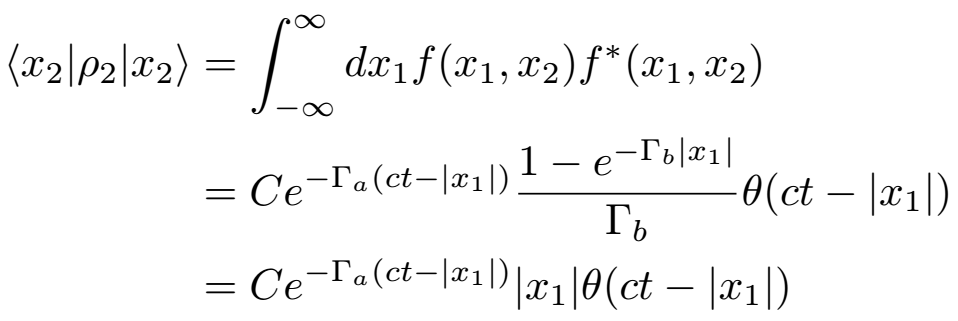 ⟨x₂|ρ₂|x₂⟩ = ∫_{−∞}^{∞} dx₁ f(x₁, x₂) f*(x₁, x₂)
= Ce^{−Γ_a(ct−|x₁|)} \frac{1 − e^{−Γ_b|x₁|}}{Γ_b} θ(ct − |x₁|)
= Ce^{−Γ_a(ct−|x₁|)} |x₁| θ(ct − |x₁|)